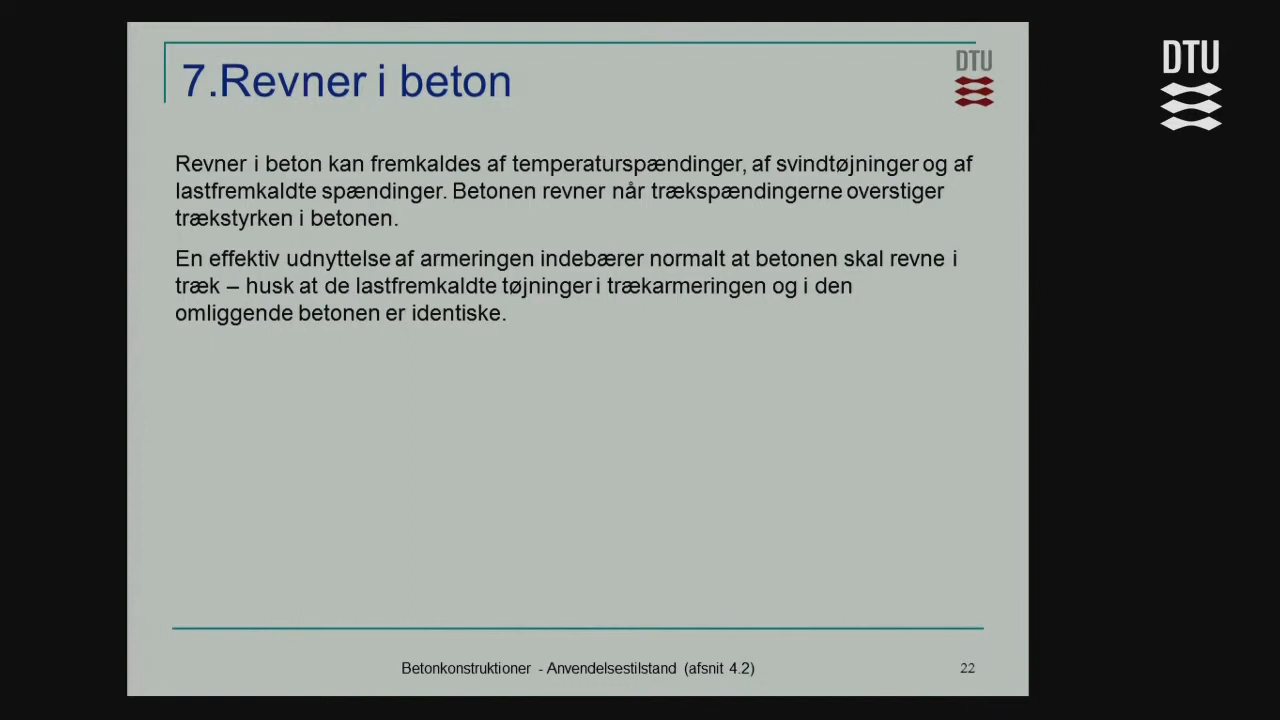 7.Revner i beton
DTU
DTU
Revner i beton kan fremkaldes af temperaturspændinger, af svindtøjninger og af
lastfremkaldte spændinger. Betonen revner når trækspændingerne overstiger
trækstyrken i betonen.
En effektiv udnyttelse af armeringen indebærer normalt at betonen skal revne i
træk – husk at de lastfremkaldte tøjninger i trækarmeringen og i den
omliggende betonen er identiske.
Betonkonstruktioner - Anvendelsestilstand (afsnit 4.2)
22